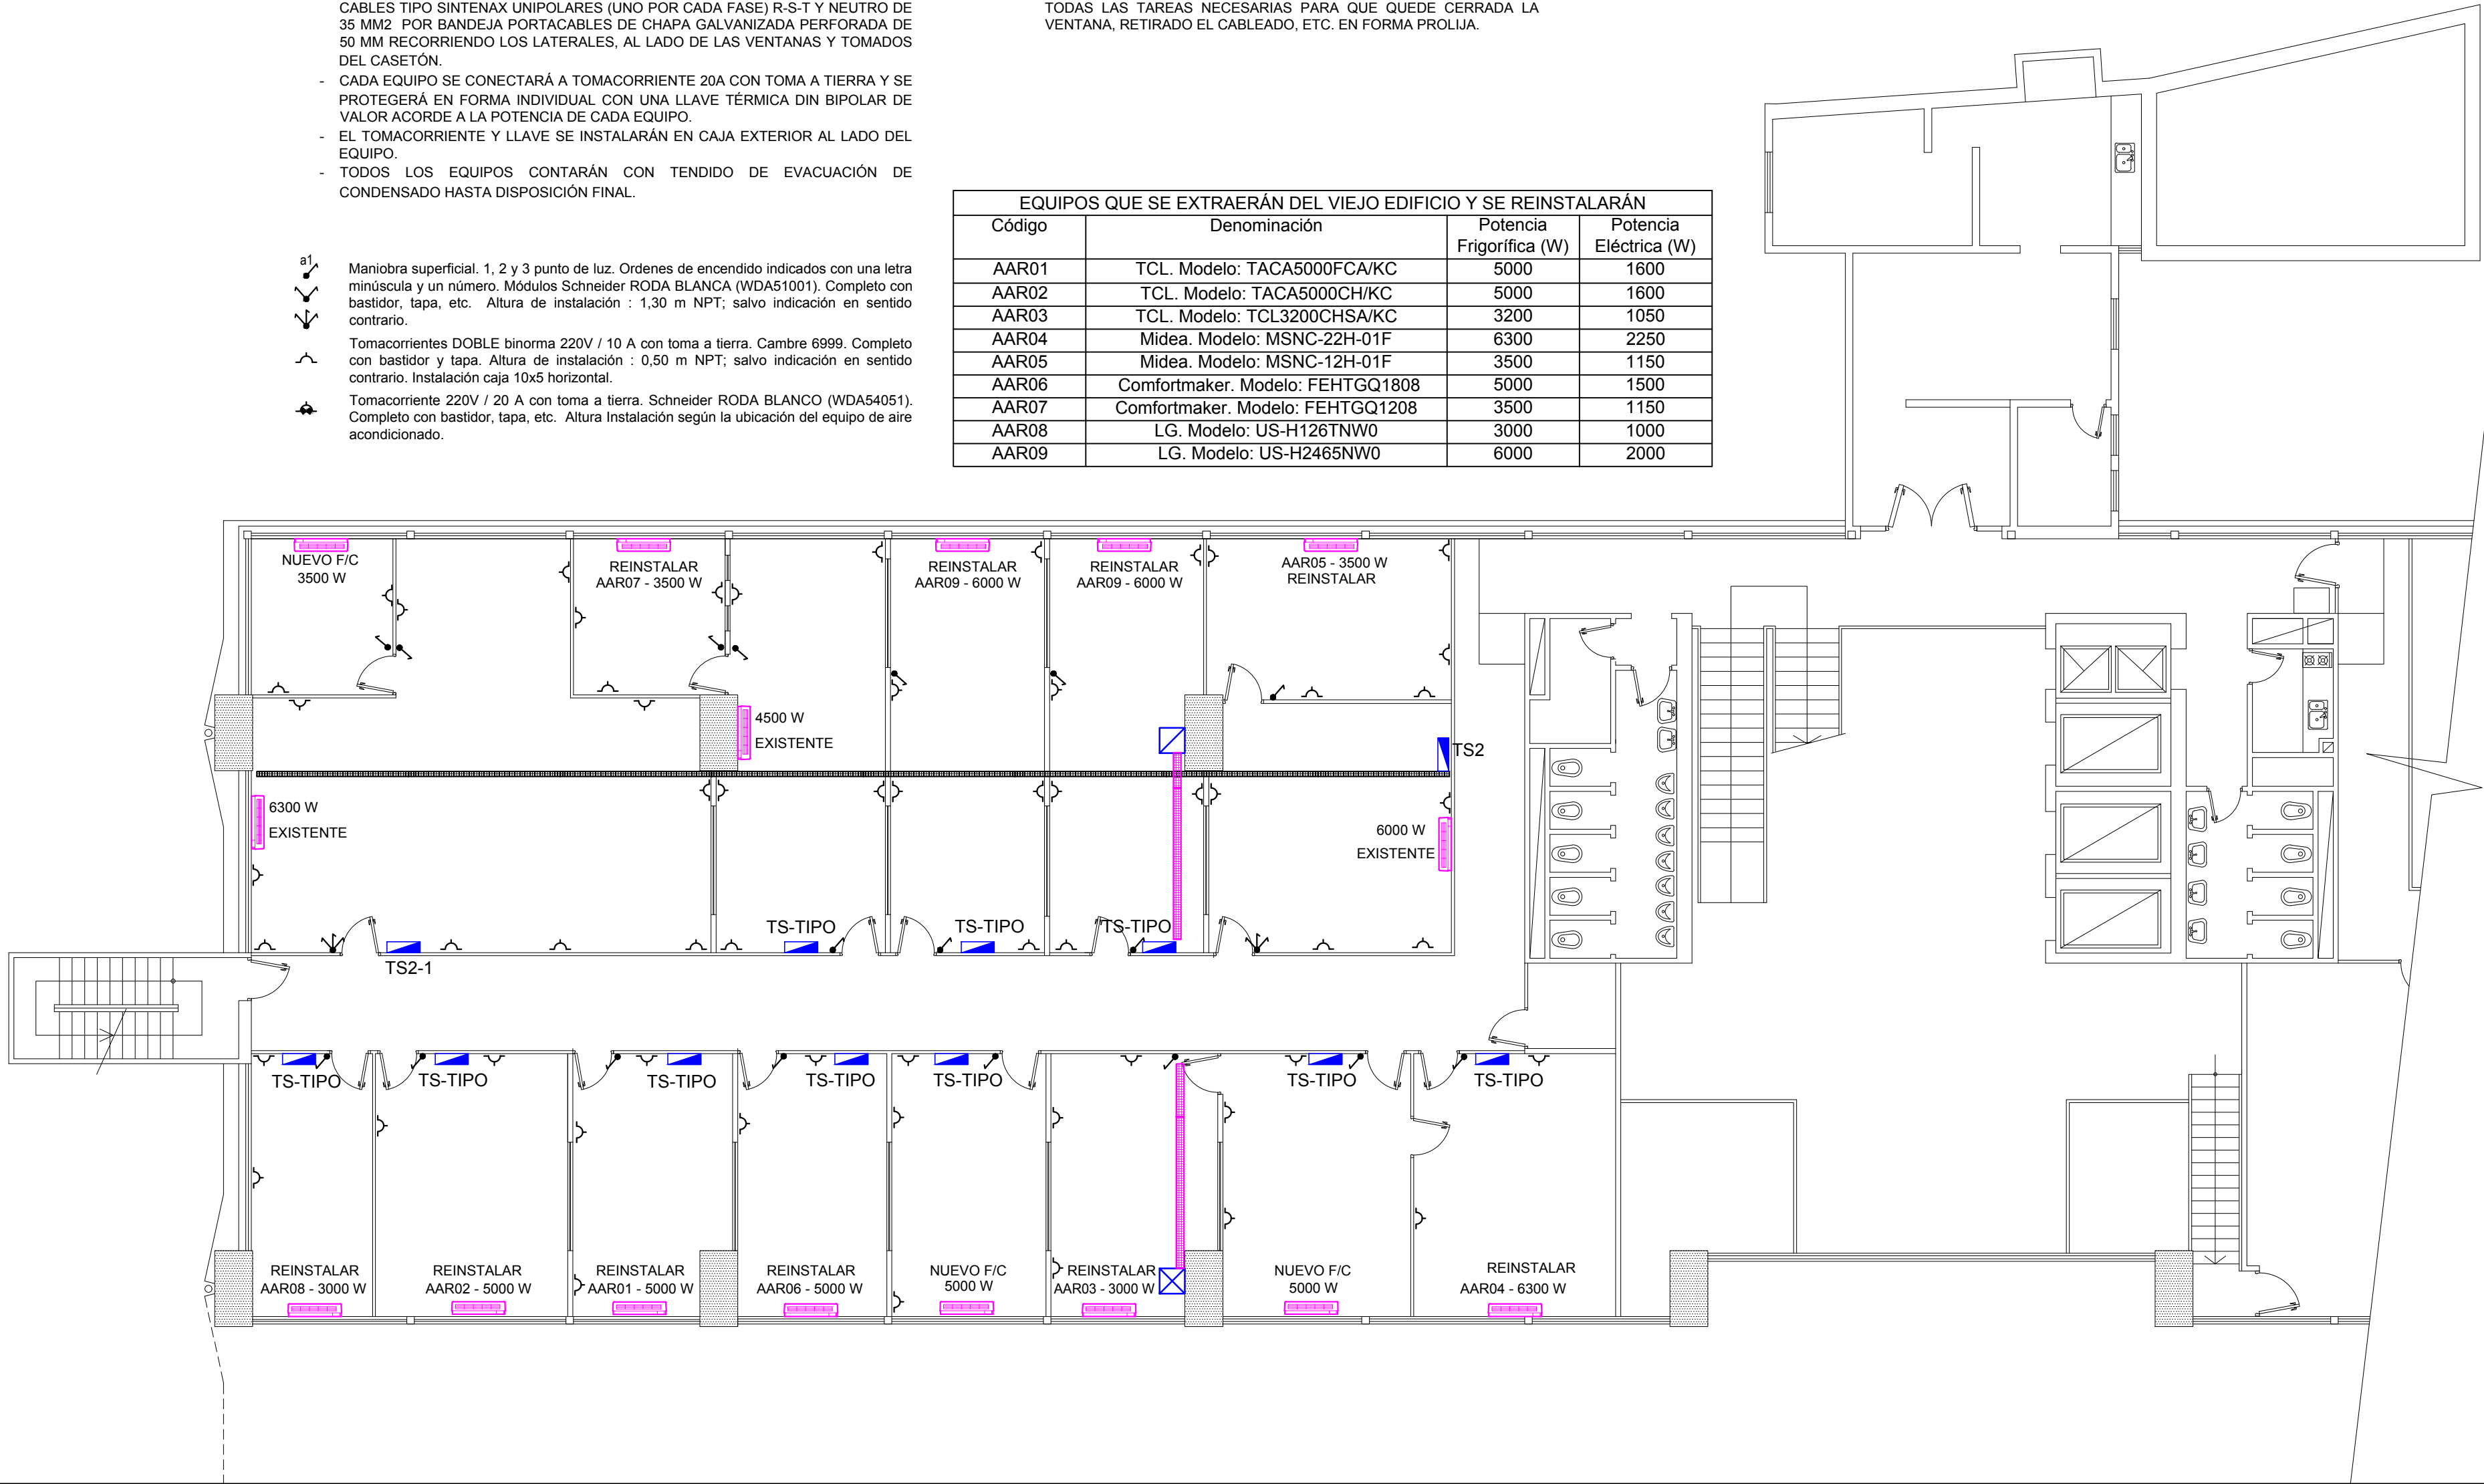 CABLES TIPO SINTENAX UNIPOLARES (UNO POR CADA FASE) R-S-T Y NEUTRO DE
35 MM2 POR BANDEJA PORTACABLES DE CHAPA GALVANIZADA PERFORADA DE
50 MM RECORRIENDO LOS LATERALES, AL LADO DE LAS VENTANAS Y TOMADOS
DEL CASETÓN.
- CADA EQUIPO SE CONECTARÁ A TOMACORRIENTE 20A CON TOMA A TIERRA Y SE
PROTEGERÁ EN FORMA INDIVIDUAL CON UNA LLAVE TÉRMICA DIN BIPOLAR DE
VALOR ACORDE A LA POTENCIA DE CADA EQUIPO.
- EL TOMACORRIENTE Y LLAVE SE INSTALARÁN EN CAJA EXTERIOR AL LADO DEL
EQUIPO.
- TODOS LOS EQUIPOS CONTARÁN CON TENDIDO DE EVACUACIÓN DE
CONDENSADO HASTA DISPOSICIÓN FINAL.
TODAS LAS TAREAS NECESARIAS PARA QUE QUEDE CERRADA LA
VENTANA, RETIRADO EL CABLEADO, ETC. EN FORMA PROLIJA.
a1
Maniobra superficial. 1, 2 y 3 punto de luz. Ordenes de encendido indicados con una letra
minúscula y un número. Módulos Schneider RODA BLANCA (WDA51001). Completo con
bastidor, tapa, etc. Altura de instalación : 1,30 m NPT; salvo indicación en sentido
contrario.
Tomacorrientes DOBLE binorma 220V / 10 A con toma a tierra. Cambre 6999. Completo
con bastidor y tapa. Altura de instalación : 0,50 m NPT; salvo indicación en sentido
contrario. Instalación caja 10x5 horizontal.
Tomacorriente 220V / 20 A con toma a tierra. Schneider RODA BLANCO (WDA54051).
Completo con bastidor, tapa, etc. Altura Instalación según la ubicación del equipo de aire
acondicionado.
EQUIPOS QUE SE EXTRAERÁN DEL VIEJO EDIFICIO Y SE REINSTALARÁN
Código Denominación Potencia Frigorífica (W) Potencia Eléctrica (W)
AAR01 TCL. Modelo: TACA5000FCA/KC 5000 1600
AAR02 TCL. Modelo: TACA5000CH/KC 5000 1600
AAR03 TCL. Modelo: TCL3200CHSA/KC 3200 1050
AAR04 Midea. Modelo: MSNC-22H-01F 6300 2250
AAR05 Midea. Modelo: MSNC-12H-01F 3500 1150
AAR06 Comfortmaker. Modelo: FEHTGQ1808 5000 1500
AAR07 Comfortmaker. Modelo: FEHTGQ1208 3500 1150
AAR08 LG. Modelo: US-H126TNW0 3000 1000
AAR09 LG. Modelo: US-H2465NW0 6000 2000
NUEVO F/C
3500 W
REINSTALAR
AAR07 - 3500 W
REINSTALAR
AAR09 - 6000 W
REINSTALAR
AAR09 - 6000 W
AAR05 - 3500 W
REINSTALAR
4500 W
EXISTENTE
TS2
6300 W
EXISTENTE
6000 W
EXISTENTE
TS2-1
TS-TIPO
TS-TIPO
TS-TIPO
TS-TIPO
TS-TIPO
TS-TIPO
TS-TIPO
TS-TIPO
TS-TIPO
TS-TIPO
REINSTALAR
AAR08 - 3000 W
REINSTALAR
AAR02 - 5000 W
REINSTALAR
AAR01 - 5000 W
REINSTALAR
AAR06 - 5000 W
NUEVO F/C
5000 W
REINSTALAR
AAR03 - 3000 W
NUEVO F/C
5000 W
REINSTALAR
AAR04 - 6300 W